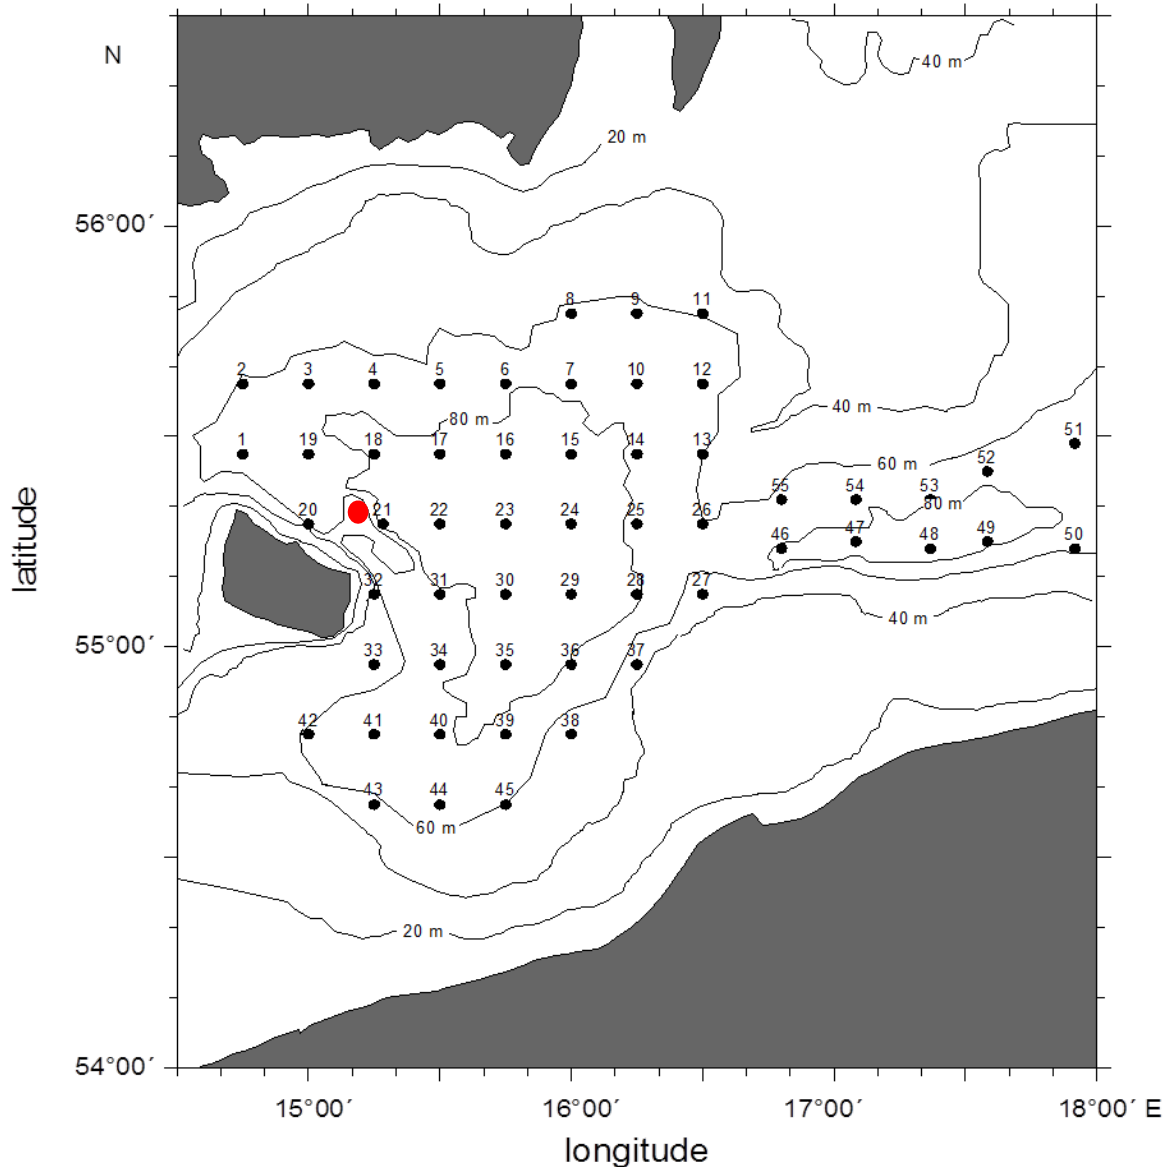 N
40 m
20 m
56°00´
8 9 11
2 3 4 5 6 7 10 12
80 m
40 m
1 19 18 17 16 15 14 13
51
60 m
52
55 54 53
80 m
20 21 22 23 24 25 26
46 47 48 49 50
32 31 30 29 28 27
40 m
55°00´
33 34 35 36 37
42 41 40 39 38
43 44 45
60 m
20 m
54°00´
15°00´ 16°00´ 17°00´ 18°00´ E
longitude
latitude